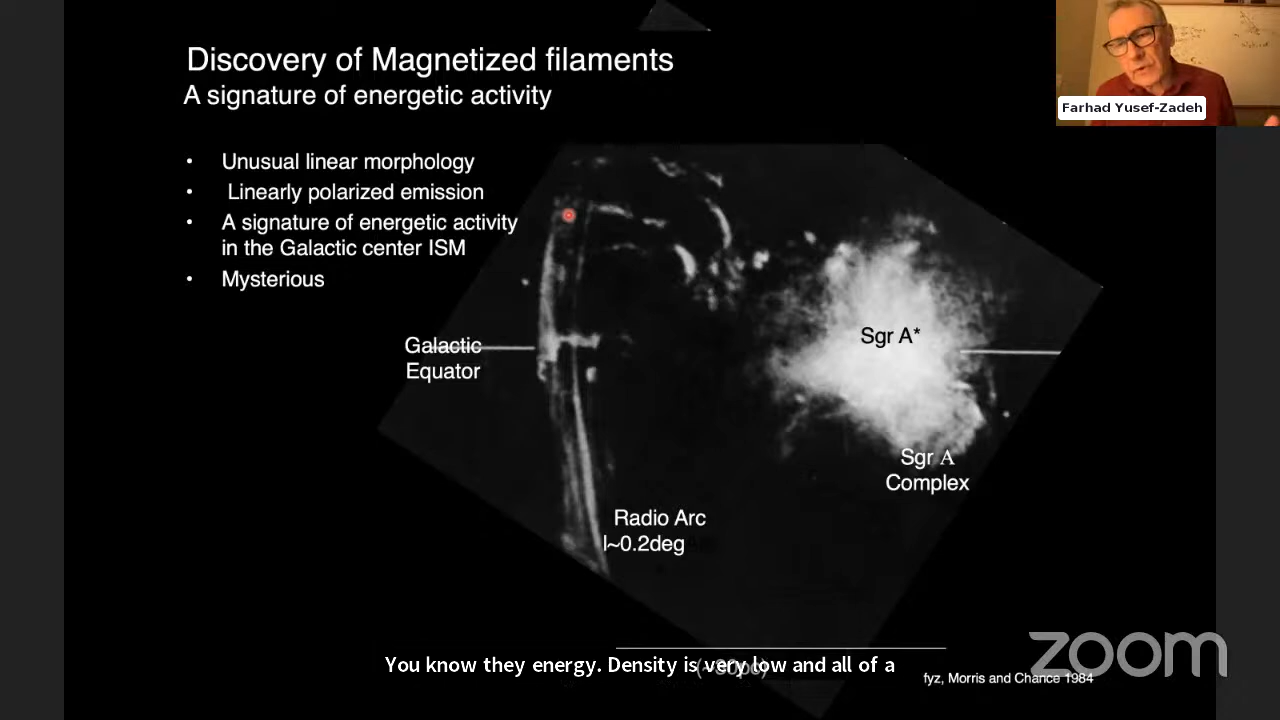 Discovery of Magnetized filaments
A signature of energetic activity
Farhad Yusef-Zadeh
• Unusual linear morphology
• Linearly polarized emission
• A signature of energetic activity
in the Galactic center ISM
• Mysterious
Galactic
Equator
Sgr A*
Sgr A
Complex
Radio Arc
l~0.2deg
You know they energy. Density is very low and all of a
fyz, Morris and Chance 1984
zoom